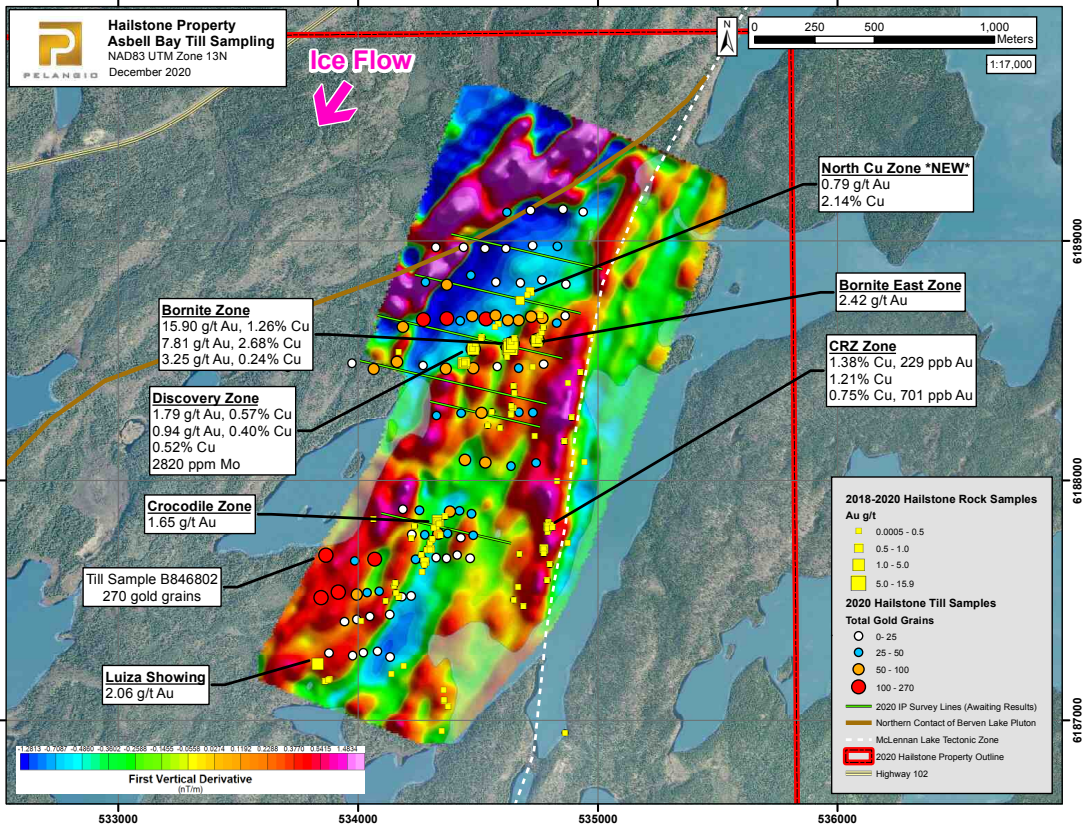 PELANGIO
Hailstone Property
Asbell Bay Till Sampling
NAD83 UTM Zone 13N
December 2020
Ice Flow
N
0 250 500 1,000
Meters
1:17,000
North Cu Zone *NEW*
0.79 g/t Au
2.14% Cu
Bornite East Zone
2.42 g/t Au
CRZ Zone
1.38% Cu, 229 ppb Au
1.21% Cu
0.75% Cu, 701 ppb Au
Bornite Zone
15.90 g/t Au, 1.26% Cu
7.81 g/t Au, 2.68% Cu
3.25 g/t Au, 0.24% Cu
Discovery Zone
1.79 g/t Au, 0.57% Cu
0.94 g/t Au, 0.40% Cu
0.52% Cu
2820 ppm Mo
Crocodile Zone
1.65 g/t Au
Till Sample B846802
270 gold grains
Luiza Showing
2.06 g/t Au
2018-2020 Hailstone Rock Samples
Au g/t
0.0005 - 0.5
0.5 - 1.0
1.0 - 5.0
5.0 - 15.9
2020 Hailstone Till Samples
Total Gold Grains
0- 25
25 - 50
50 - 100
100 - 270
2020 IP Survey Lines (Awaiting Results)
Northern Contact of Berven Lake Pluton
McLennan Lake Tectonic Zone
2020 Hailstone Property Outline
Highway 102
-1.2813 -0.7087 -0.4860 -0.3602 -0.2588 -0.1455 -0.0558 0.0274 0.1192 0.2288 0.3770 0.5415 1.4834
First Vertical Derivative
(nT/m)
6189000
6188000
6187000
533000 534000 535000 536000